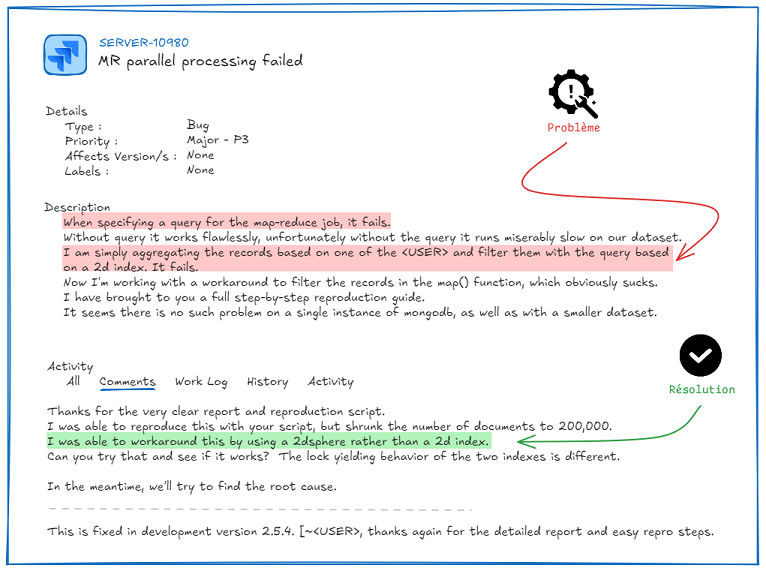 SERVER-10980
MR parallel processing failed
Problème
Details
Type : Bug
Priority : Major - P3
Affects Version/s : None
Labels : None
Description
When specifying a query for the map-reduce job, it fails.
Without query it works flawlessly, unfortunately without the query it runs miserably slow on our dataset.
I am simply aggregating the records based on one of the <USER> and filter them with the query based
on a 2d index. It fails.
Now I'm working with a workaround to filter the records in the map() function, which obviously sucks.
I have brought to you a full step-by-step reproduction guide.
It seems there is no such problem on a single instance of mongodb, as well as with a smaller dataset.
Activity
All Comments Work Log History Activity
Résolution
Thanks for the very clear report and reproduction script.
I was able to reproduce this with your script, but shrunk the number of documents to 200,000.
I was able to workaround this by using a 2dsphere rather than a 2d index.
Can you try that and see if it works? The lock yielding behavior of the two indexes is different.
In the meantime, we'll try to find the root cause.
This is fixed in development version 2.5.4. [~<USER>, thanks again for the detailed report and easy repro steps.